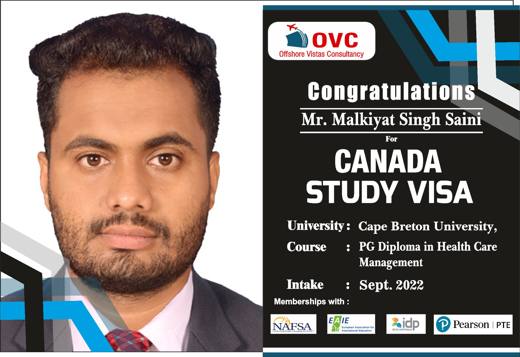 OVC
Offshore Vistas Consultancy
Congratulations
Mr. Malkiyat Singh Saini
For
CANADA
STUDY VISA
University : Cape Breton University,
Course : PG Diploma in Health Care
Management
Intake : Sept. 2022
Memberships with :
NAFSA EAIE idp Pearson | PTE